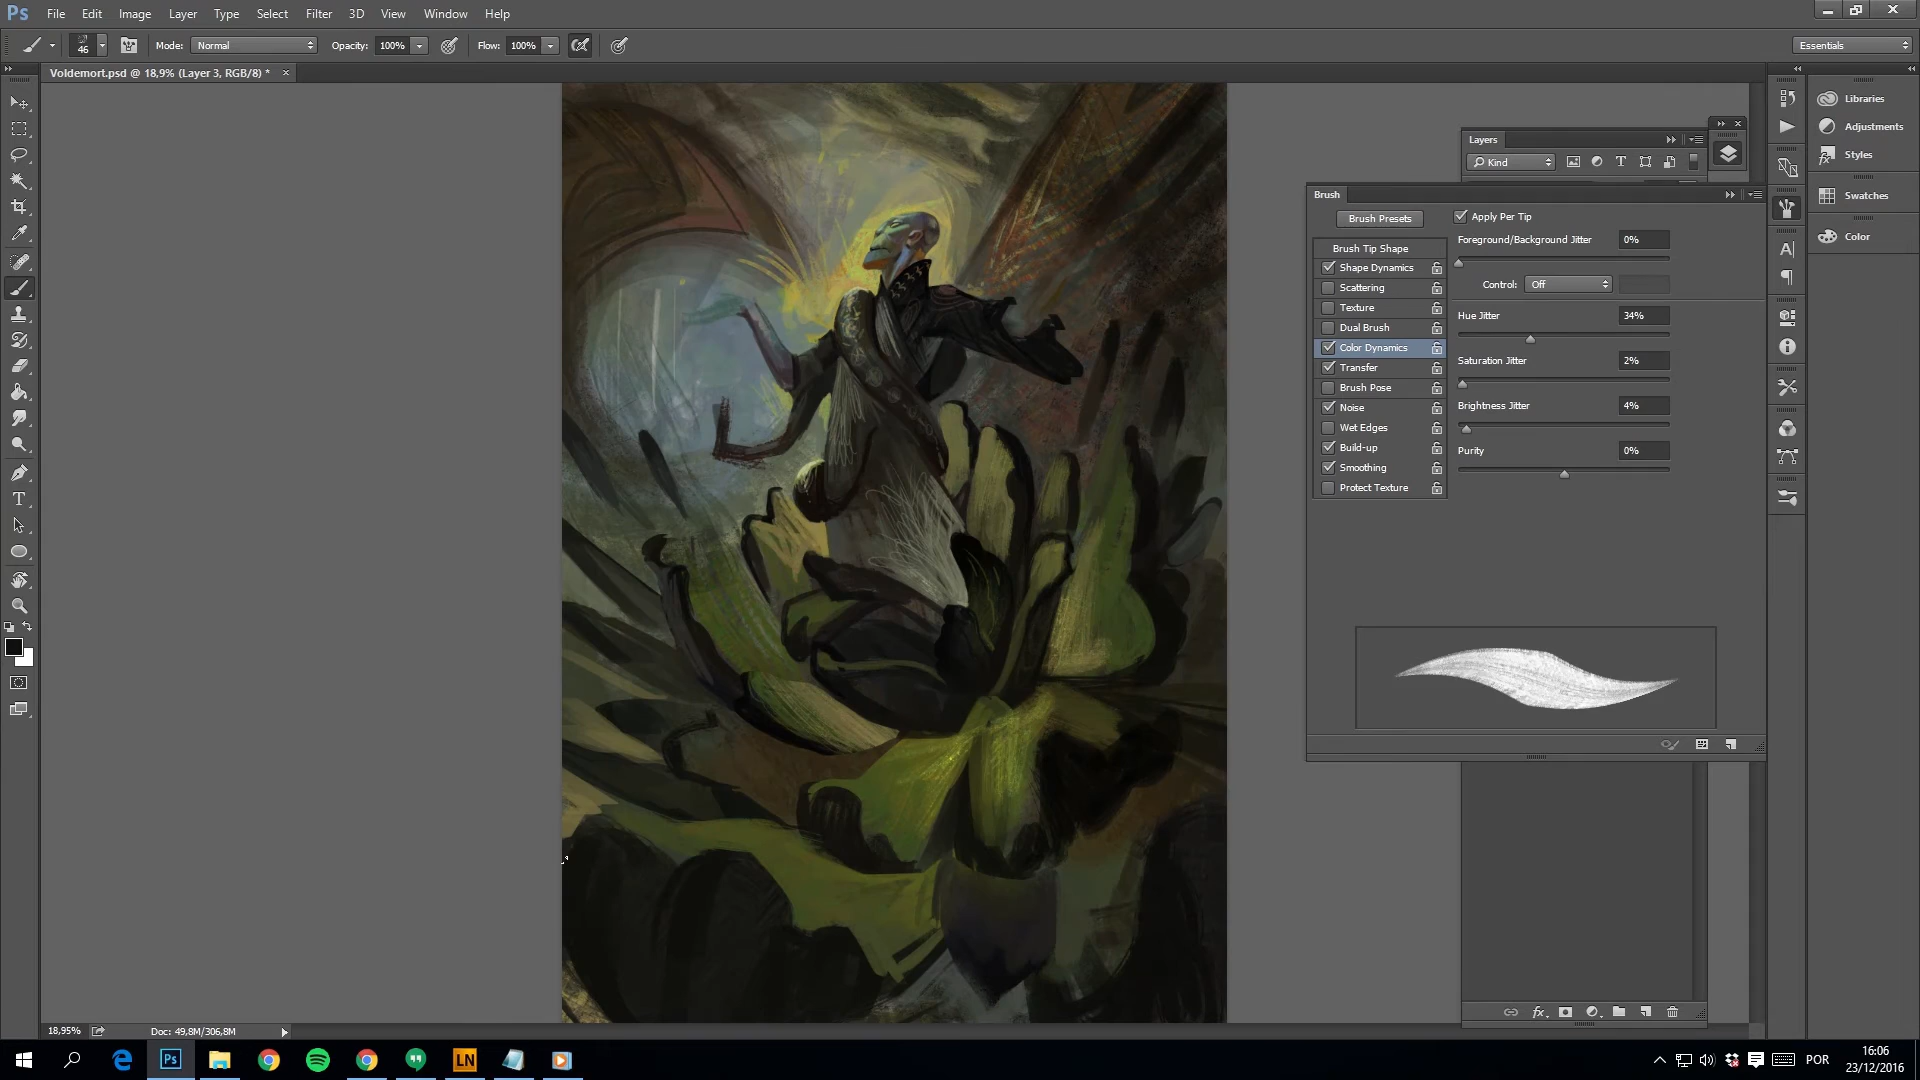 Ps File Edit Image Layer Type Select Filter 3D View Window Help
46 Mode: Normal Opacity: 100% Flow: 100% Essentials
Voldemort.psd @ 18,9% (Layer 3, RGB/8) *
Libraries
Adjustments
Styles
Swatches
Color
Layers
Kind
Brush
Brush Presets
Apply Per Tip
Brush Tip Shape
Shape Dynamics
Scattering
Texture
Dual Brush
Color Dynamics
Transfer
Brush Pose
Noise
Wet Edges
Build-up
Smoothing
Protect Texture
Foreground/Background Jitter 0%
Control: Off
Hue Jitter 34%
Saturation Jitter 2%
Brightness Jitter 4%
Purity 0%
18,95% Doc: 49,8M/306,8M
Ps
LN
POR
16:06
23/12/2016